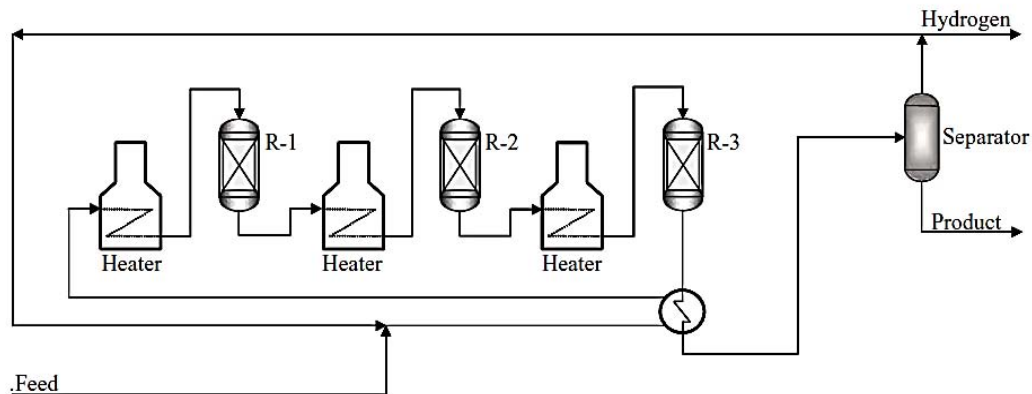 Hydrogen
R-1
R-2
R-3
Separator
Product
Heater
Heater
Heater
.Feed